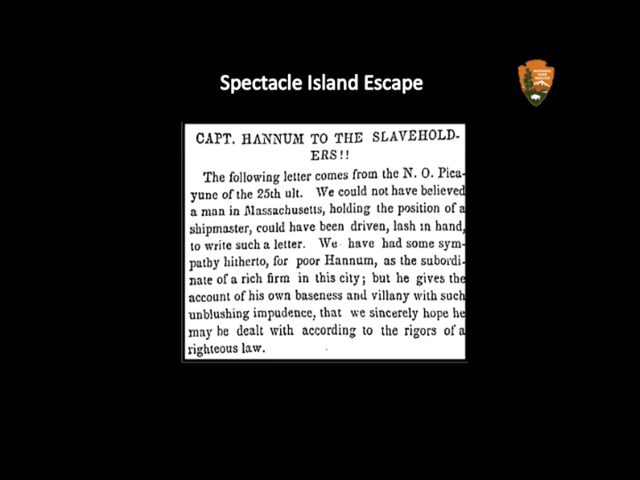 Spectacle Island Escape
NATIONAL
PARK
SERVICE
CAPT. HANNUM TO THE SLAVEHOLD-
ERS!!
The following letter comes from the N. O. Pica-
yune of the 25th ult. We could not have believed
a man in Massachusetts, holding the position of a
shipmaster, could have been driven, lash in hand,
to write such a letter. We have had some sym-
pathy hitherto, for poor Hannum, as the subordi-
nate of a rich firm in this city; but he gives the
account of his own baseness and villany with such
unblushing impudence, that we sincerely hope he
may be dealt with according to the rigors of a
righteous law.